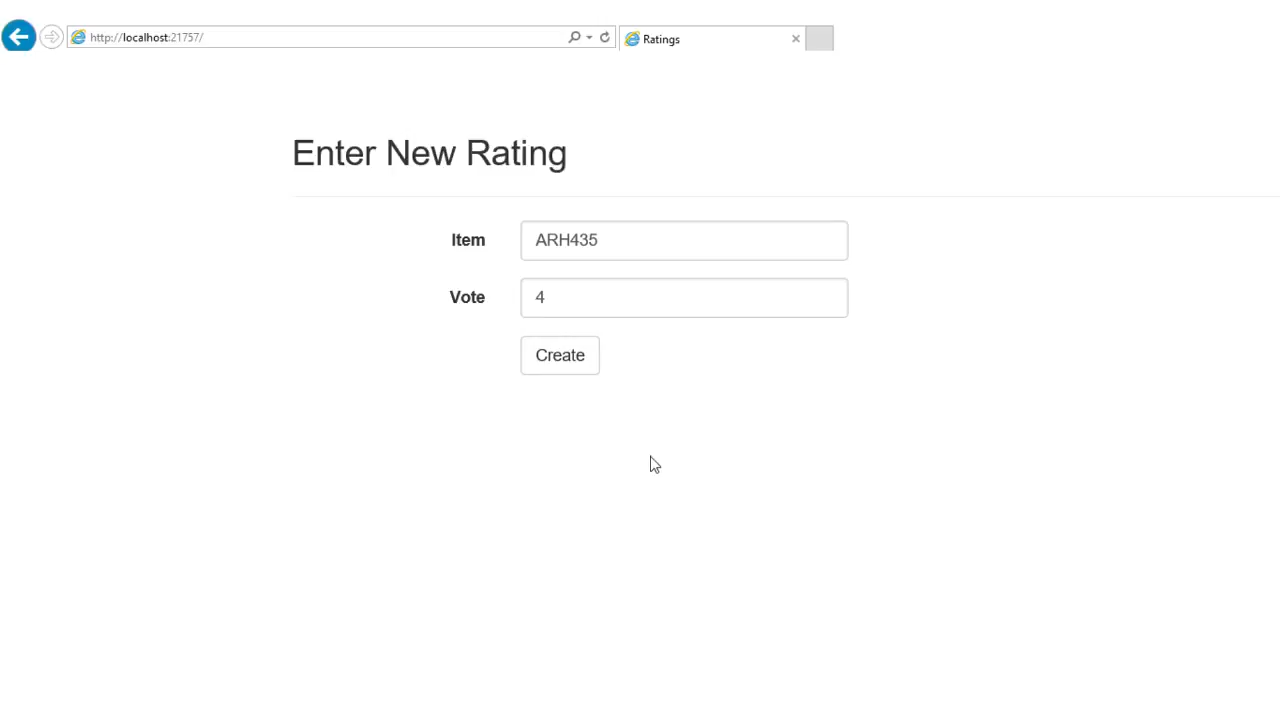 http://localhost:21757/
Ratings
Enter New Rating
Item ARH435
Vote 4
Create